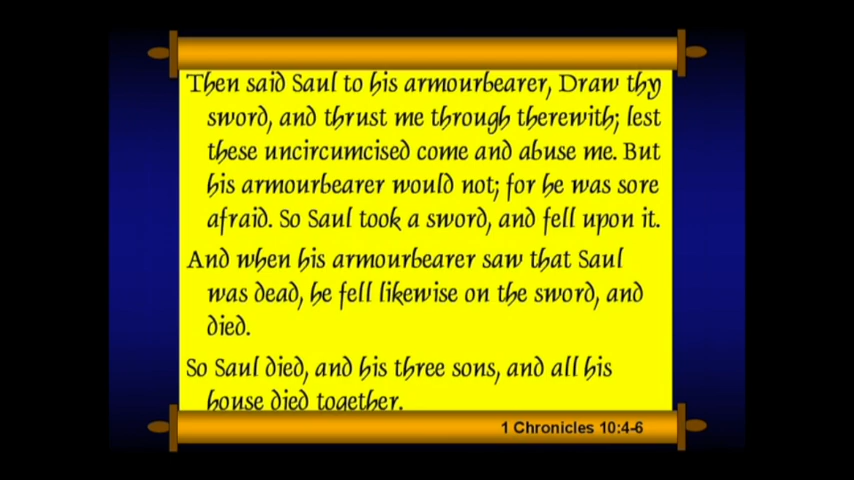 Then said Saul to his armourbearer, Draw thy
sword, and thrust me through therewith; lest
these uncircumcised come and abuse me. But
his armourbearer would not; for he was sore
afraid. So Saul took a sword, and fell upon it.
And when his armourbearer saw that Saul
was dead, he fell likewise on the sword, and
died.
So Saul died, and his three sons, and all his
house died together.
1 Chronicles 10:4-6